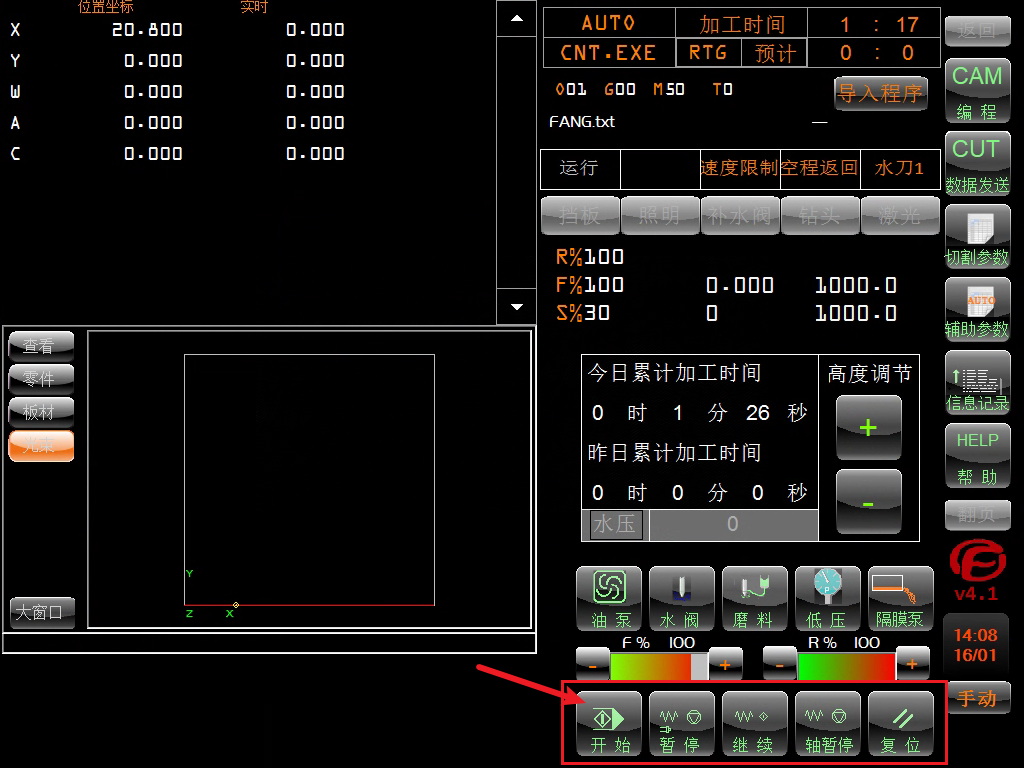 位置坐标 实时
X 20.800 0.000
Y 0.000 0.000
W 0.000 0.000
A 0.000 0.000
C 0.000 0.000
AUTO 加工时间 1 : 17
CNT.EXE RTG 预计 0 : 0
O01 G00 M50 T0 导入程序
FANG.txt —
运行 速度限制 空程返回 水刀1
挡板 照明 补水阀 钻头 激光
R%100
F%100 0.000 1000.0
S%30 0 1000.0
查看
零件
板材
光束
大窗口
Y
Z X
今日累计加工时间
0 时 1 分 26 秒
昨日累计加工时间
0 时 0 分 0 秒
水压 0
高度调节
+
-
油泵 水阀 磨料 低压 隔膜泵
F % 100 R % 100
- + - +
开始 暂停 继续 轴暂停 复位
返回
CAM
编程
CUT
数据发送
切割参数
AUTO
辅助参数
信息记录
HELP
帮助
翻页
v4.1
14:08
16/01
手动